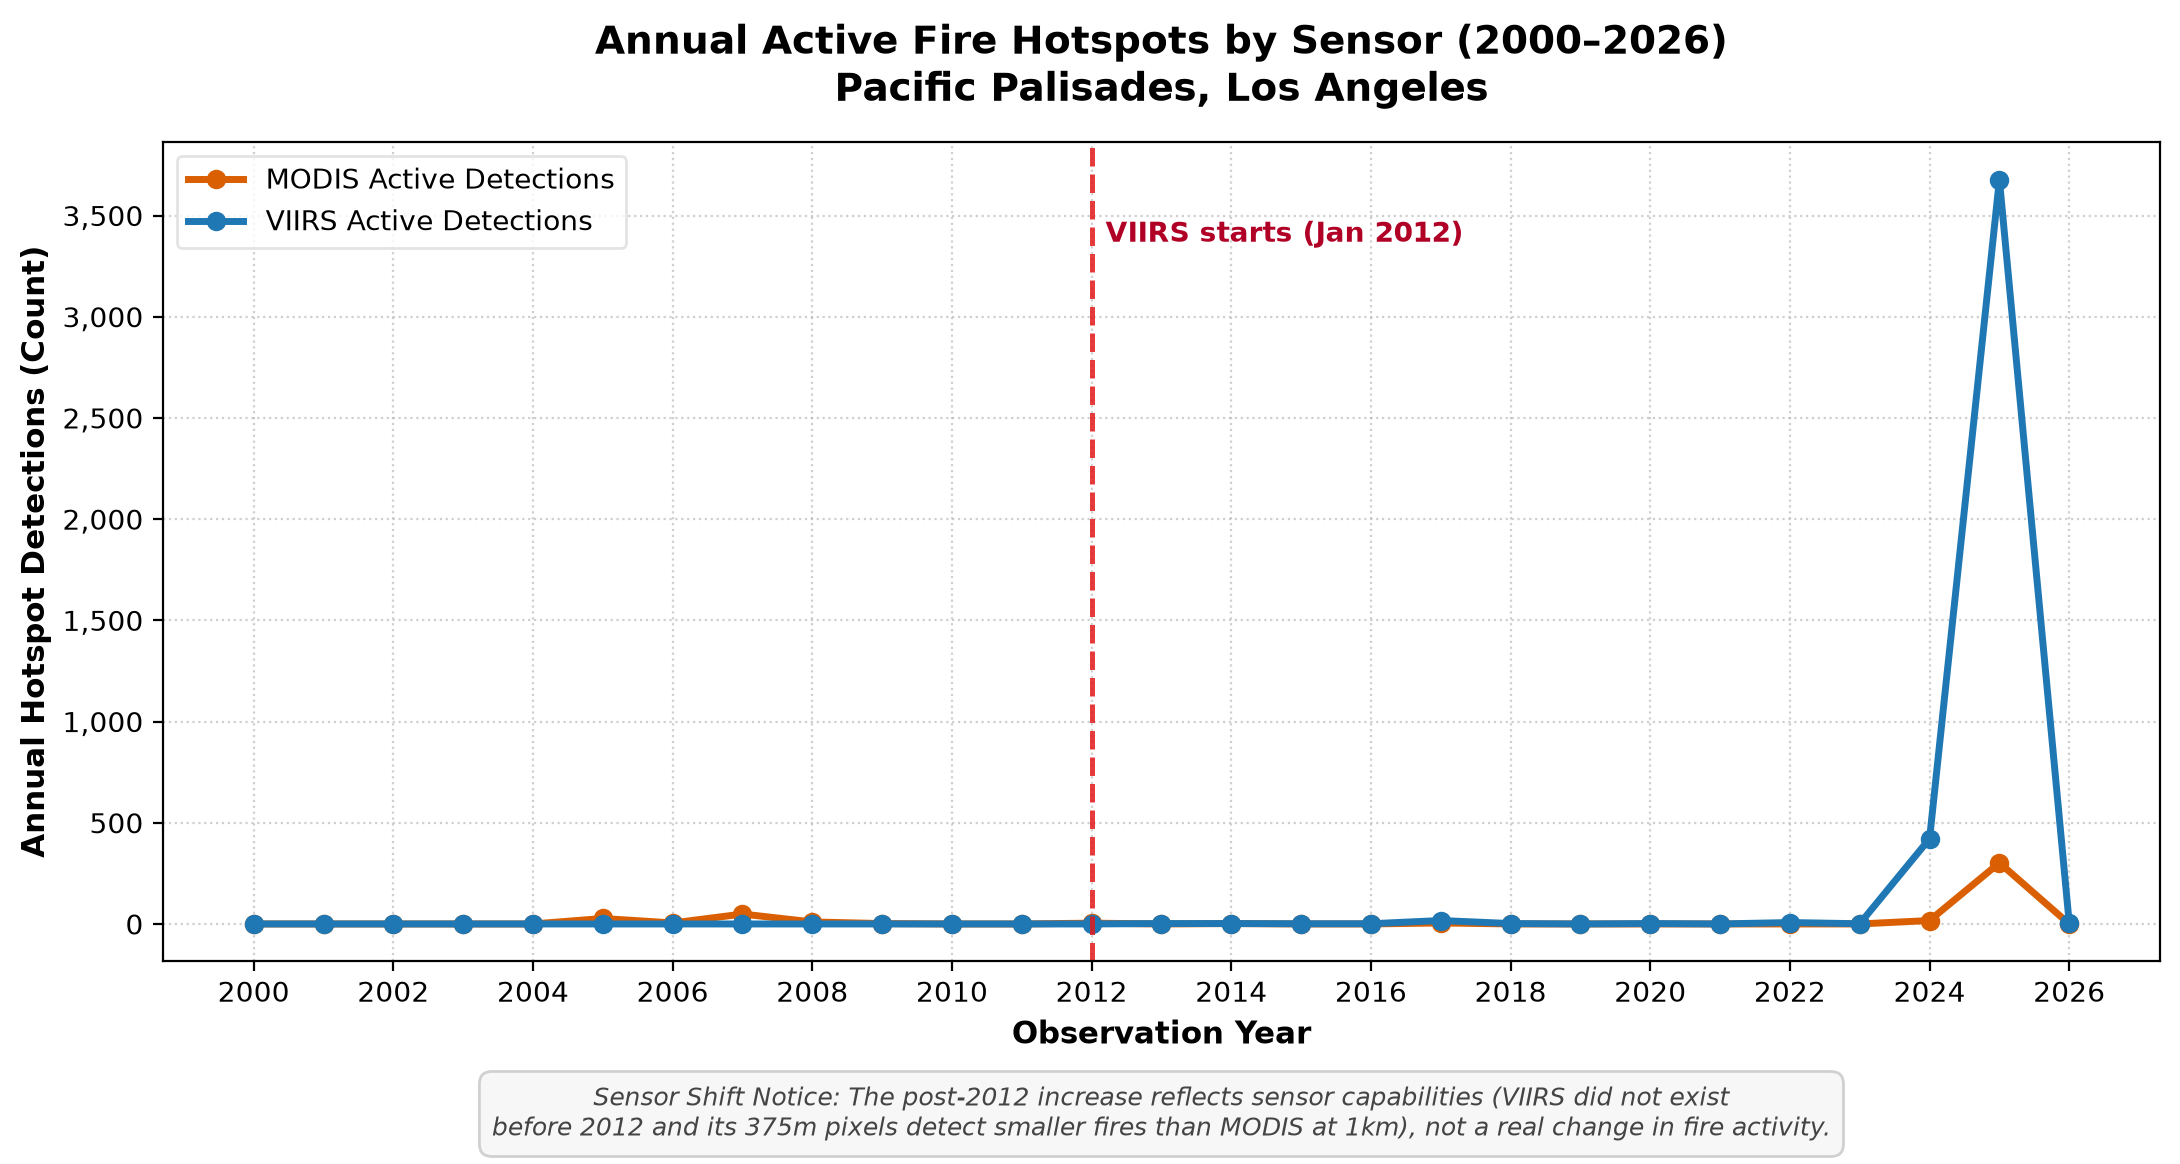 Annual Active Fire Hotspots by Sensor (2000–2026)
Pacific Palisades, Los Angeles
MODIS Active Detections
VIIRS Active Detections
VIIRS starts (Jan 2012)
Annual Hotspot Detections (Count)
3,500
3,000
2,500
2,000
1,500
1,000
500
0
2000 2002 2004 2006 2008 2010 2012 2014 2016 2018 2020 2022 2024 2026
Observation Year
Sensor Shift Notice: The post-2012 increase reflects sensor capabilities (VIIRS did not exist
before 2012 and its 375m pixels detect smaller fires than MODIS at 1km), not a real change in fire activity.